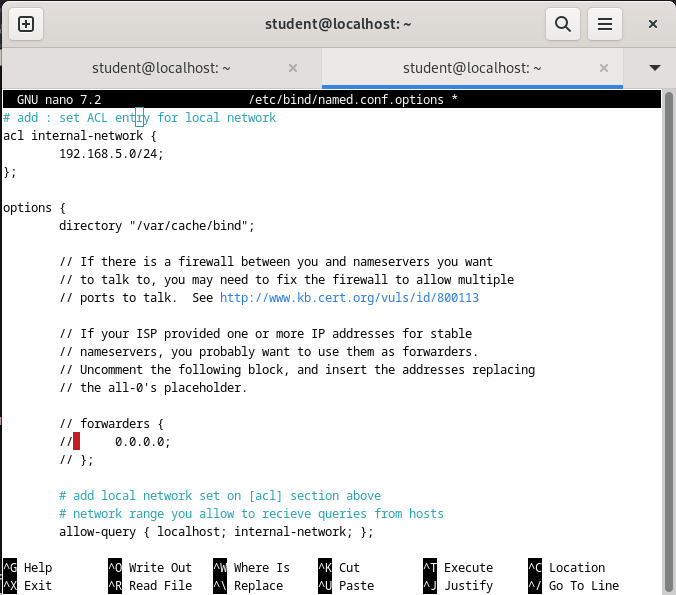 student@localhost: ~
student@localhost: ~
student@localhost: ~
GNU nano 7.2 /etc/bind/named.conf.options *
# add : set ACL entry for local network
acl internal-network {
192.168.5.0/24;
};
options {
directory "/var/cache/bind";
// If there is a firewall between you and nameservers you want
// to talk to, you may need to fix the firewall to allow multiple
// ports to talk.  See http://www.kb.cert.org/vuls/id/800113
// If your ISP provided one or more IP addresses for stable
// nameservers, you probably want to use them as forwarders.
// Uncomment the following block, and insert the addresses replacing
// the all-0's placeholder.
// forwarders {
// 0.0.0.0;
// };
# add local network set on [acl] section above
# network range you allow to recieve queries from hosts
allow-query { localhost; internal-network; };
^G Help ^O Write Out ^W Where Is ^K Cut ^T Execute ^C Location
^X Exit ^R Read File ^\ Replace ^U Paste ^J Justify ^/ Go To Line